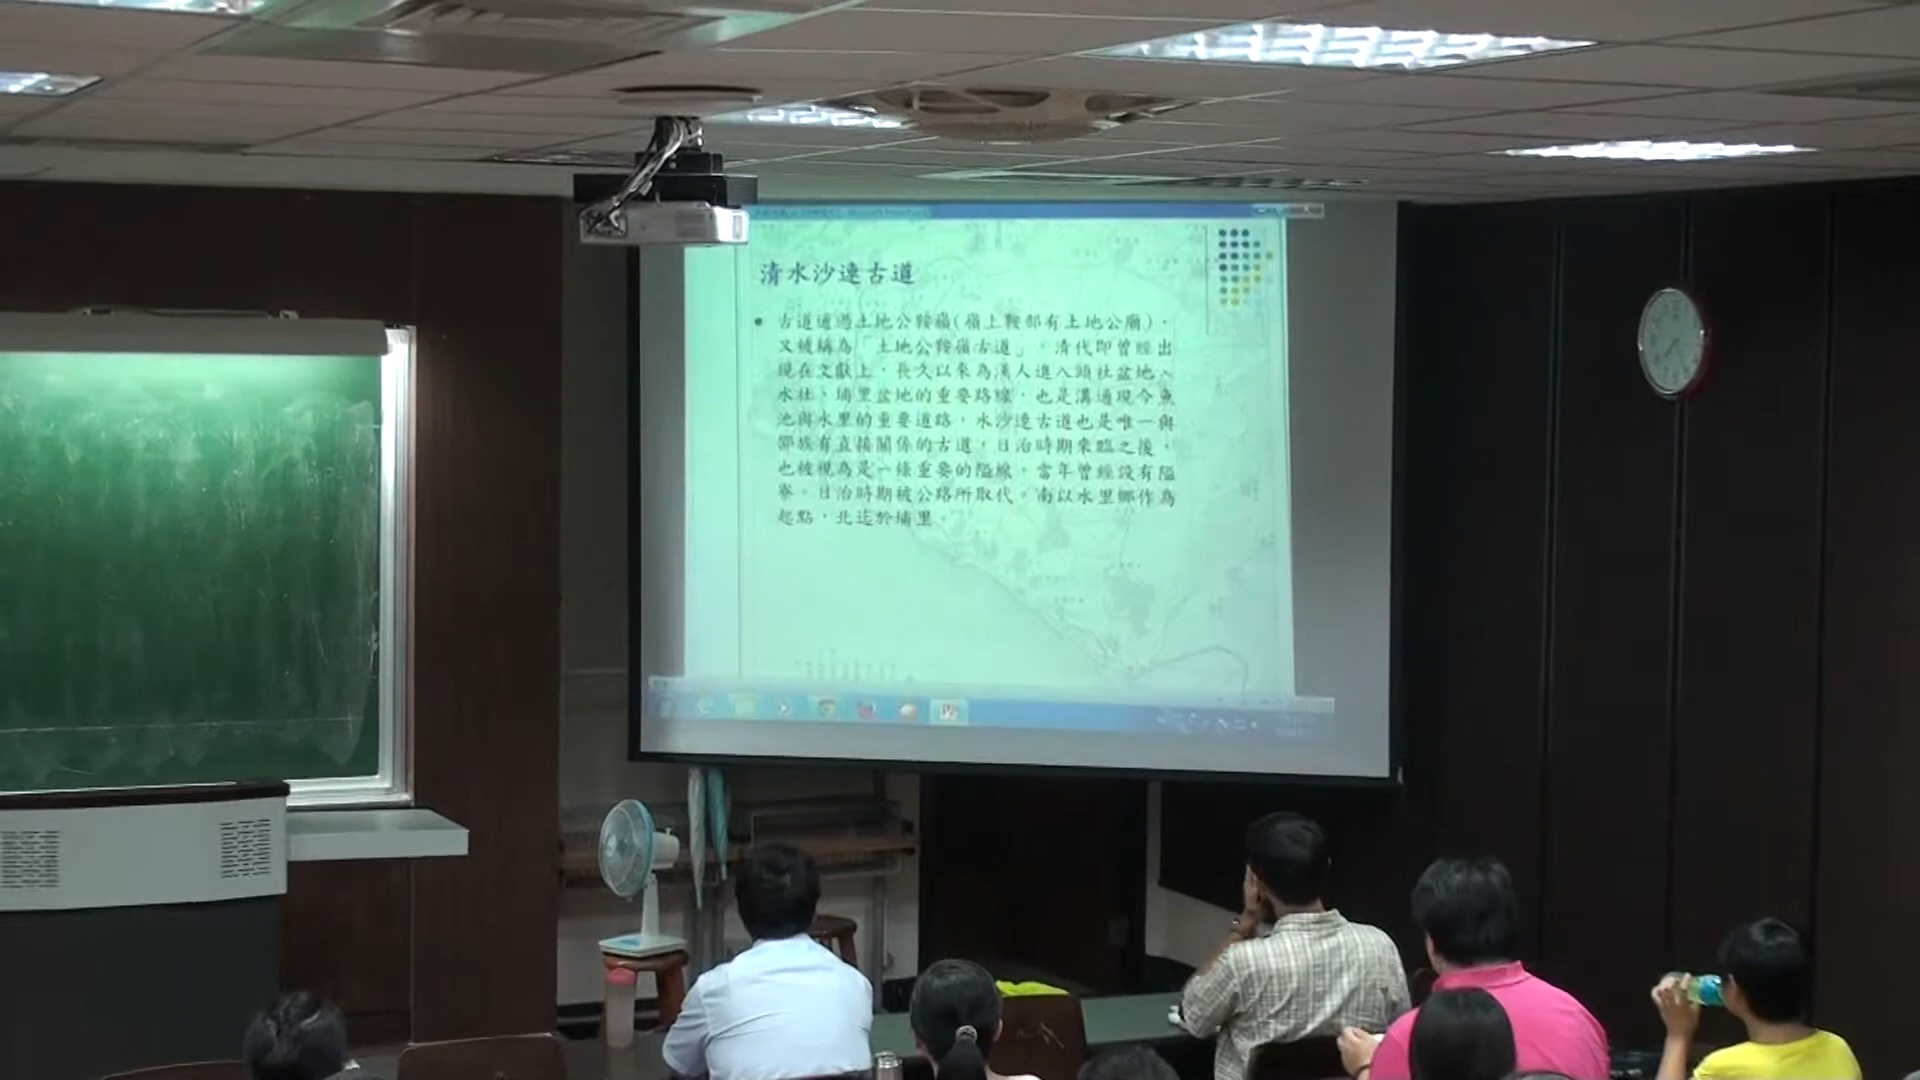 清水沙連古道
• 古道通過土地公鞍嶺(嶺上鞍部有土地公廟),
又被稱為「土地公鞍嶺古道」,清代即曾經出
現在文獻上,長久以來為漢人進入頭社盆地、
水社、埔里盆地的重要路線,也是溝通現今魚
池與水里的重要道路,水沙連古道也是唯一與
邵族有直接關係的古道,日治時期來臨之後,
也被視為是一條重要的隘線,當年曾經設有隘
寮。日治時期被公路所取代。南以水里鄉作為
起點,北迄於埔里。